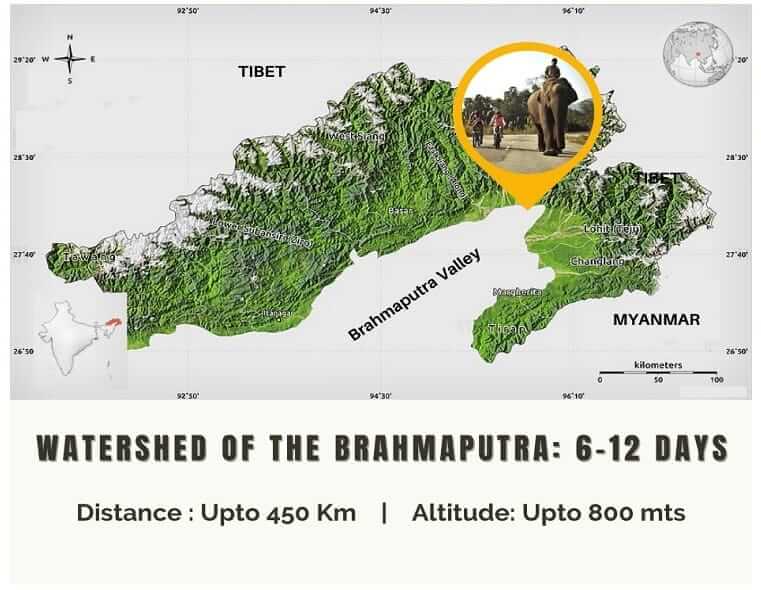 92°50'
94°30'
96°10'
N
W
E
S
29°20'
20'
TIBET
West Siang
28°30'
30'
TIBET
Basar
Lower Subansiri (Ziro)
Lohit (Tezu)
27°40'
27°40'
Tawang
Changlang
Brahmaputra Valley
Margherita
Itanagar
Tirap
MYANMAR
26°50'
26°50'
kilometers
0 50 100
92°50'
94°30'
96°10'
WATERSHED OF THE BRAHMAPUTRA: 6-12 DAYS
Distance : Upto 450 Km | Altitude: Upto 800 mts